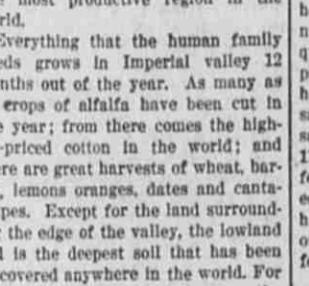 most productive region in the
rld.
Everything that the human family
eds grows in Imperial valley 12
nths out of the year. As many as
crops of alfalfa have been cut in
e year; from there comes the high-
-priced cotton in the world; and
ere are great harvests of wheat, bar-
, lemons oranges, dates and canta-
pes. Except for the land surround-
the edge of the valley, the lowland
l is the deepest soil that has been
covered anywhere in the world. For